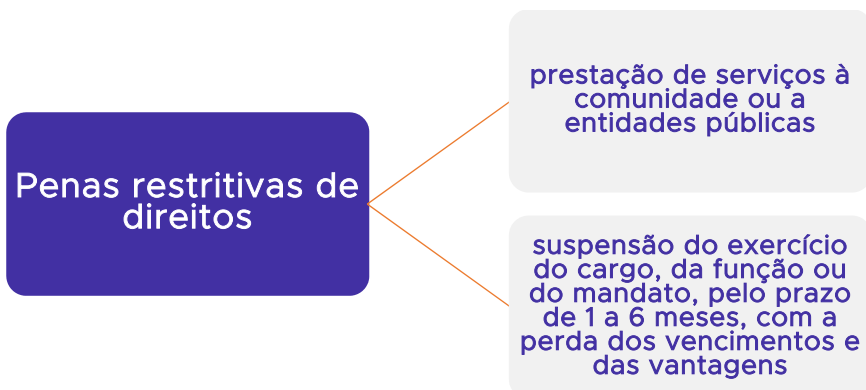 Penas restritivas de
direitos
prestação de serviços à
comunidade ou a
entidades públicas
suspensão do exercício
do cargo, da função ou
do mandato, pelo prazo
de 1 a 6 meses, com a
perda dos vencimentos e
das vantagens